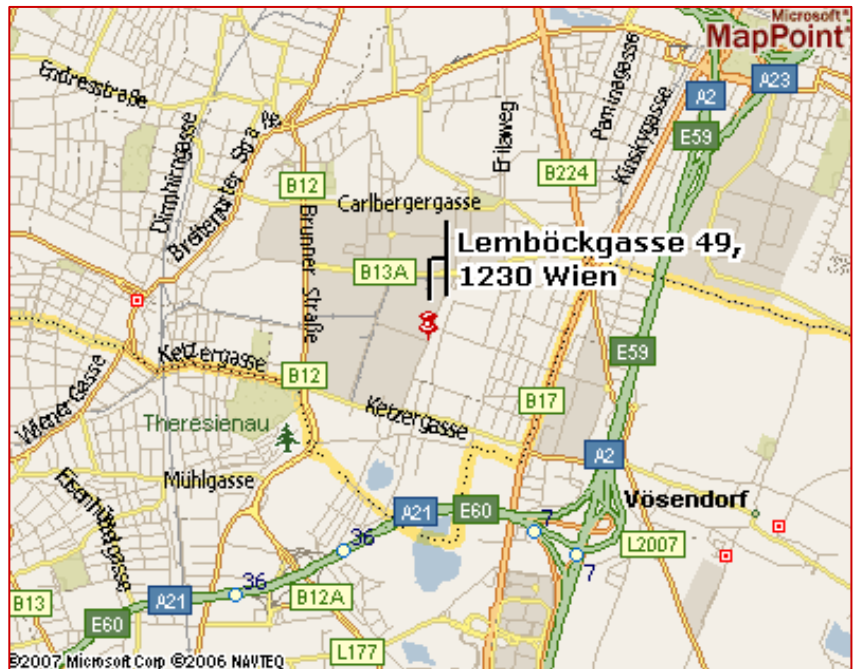 Microsoft®
MapPoint®
Endresstraße
A2
A23
Dirmhirngasse
Breitenfurter Straße
Erilaweg
Paminagasse
Kinskygasse
E59
B12
B224
Carlbergergasse
Brunner Straße
Lemböckgasse 49,
1230 Wien
B13A
E59
Ketzergasse
B12
Wiener Gasse
B17
Theresienau
Ketzergasse
A2
Mühlgasse
Eisenhüttelgasse
Vösendorf
A21
E60
7
L2007
36
7
36
B13
A21
B12A
E60
L177
©2007 Microsoft Corp ©2006 NAVTEQ